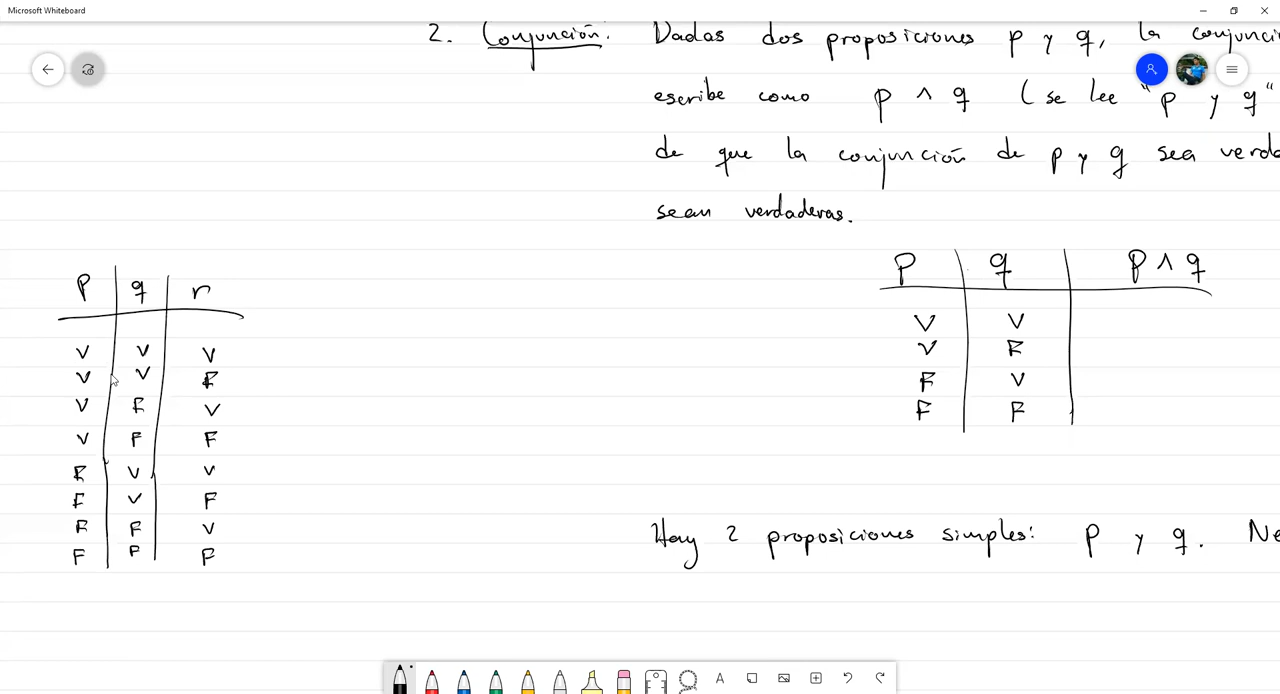 Microsoft Whiteboard
2. Conjunción: Dadas dos proposiciones p y q, la conjunci
escribe como p ∧ q (se lee "p y q"
de que la conjunción de p y q sea verda
sean verdaderas.
p q p ∧ q
V V
V F
F V
F F
p q r
V V V
V V F
V F V
V F F
F V V
F V F
F F V
F F F
Hay 2 proposiciones simples: p y q. Ne